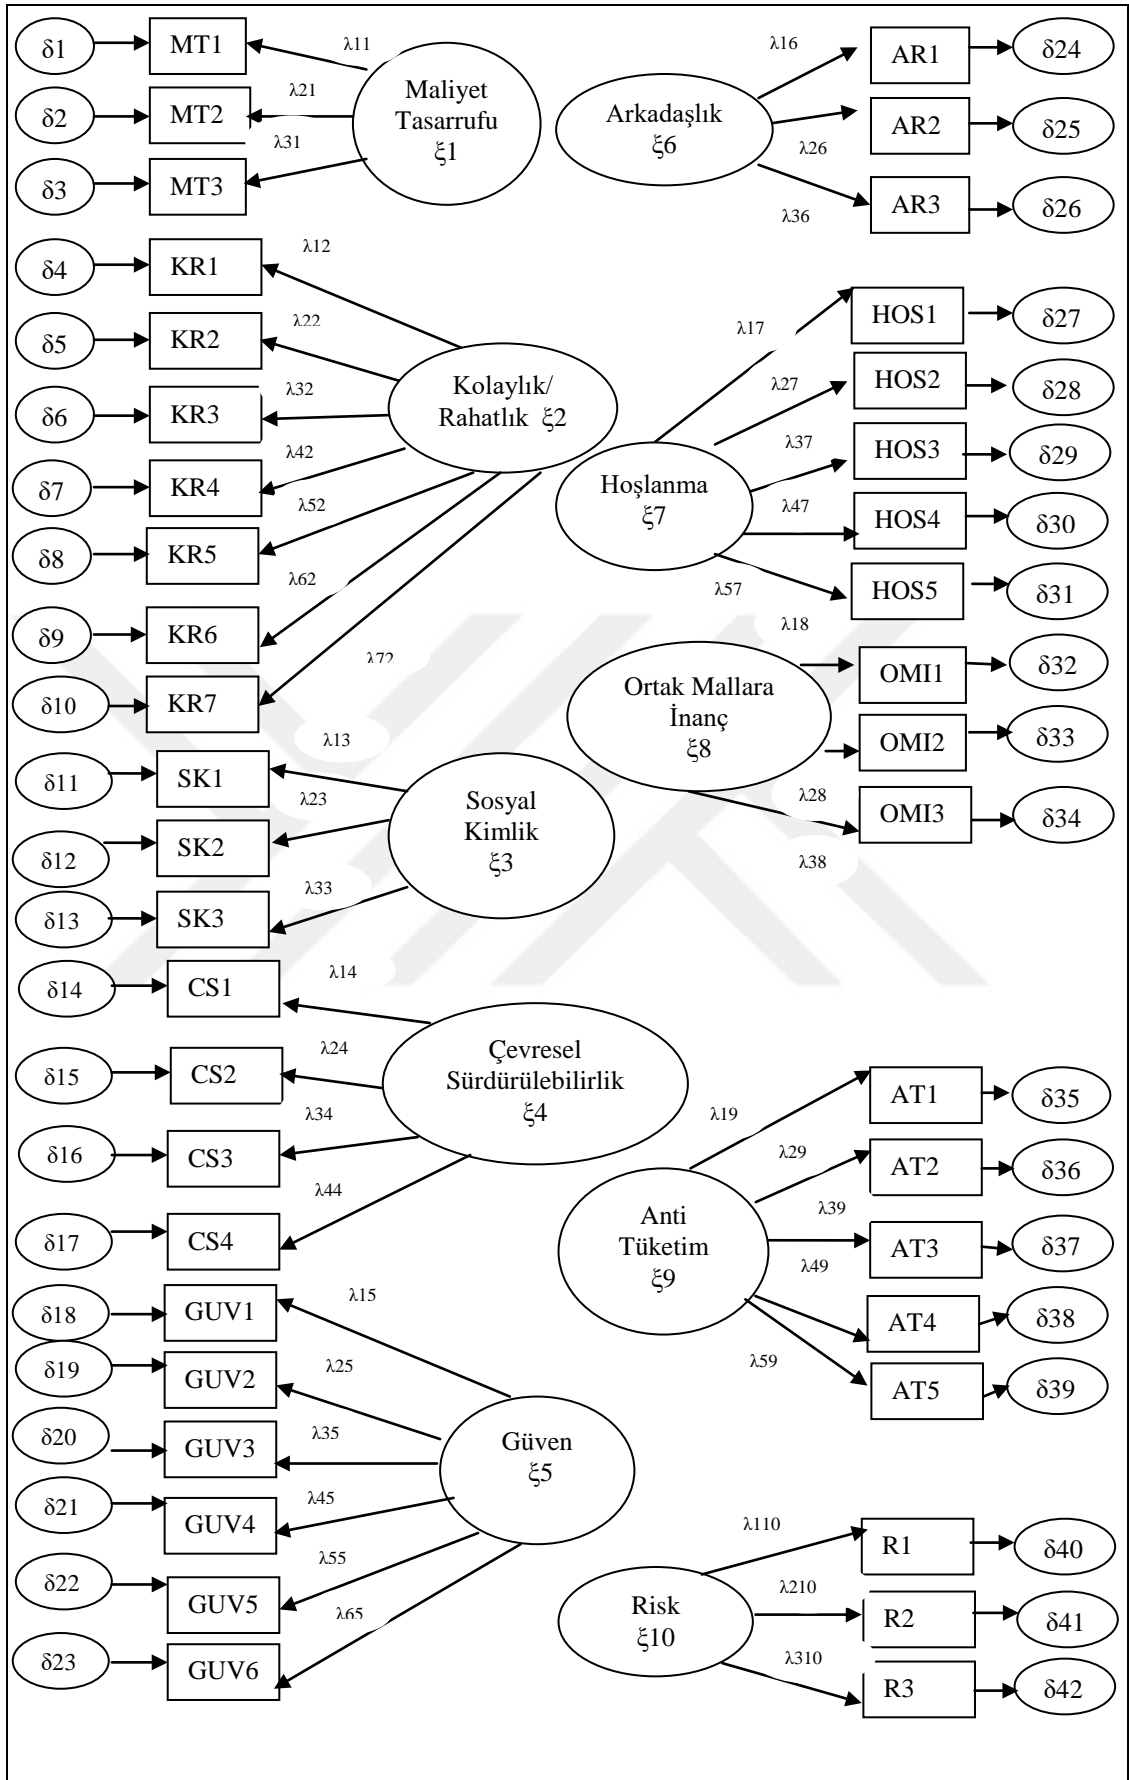 δ1
MT1
λ11
δ2
MT2
λ21
δ3
MT3
λ31
Maliyet
Tasarrufu
ξ1
δ4
KR1
λ12
δ5
KR2
λ22
δ6
KR3
λ32
δ7
KR4
λ42
δ8
KR5
λ52
δ9
KR6
λ62
δ10
KR7
λ72
Kolaylık/
Rahatlık ξ2
δ11
SK1
λ13
δ12
SK2
λ23
δ13
SK3
λ33
Sosyal
Kimlik
ξ3
δ14
CS1
λ14
δ15
CS2
λ24
δ16
CS3
λ34
δ17
CS4
λ44
Çevresel
Sürdürülebilirlik
ξ4
δ18
GUV1
λ15
δ19
GUV2
λ25
δ20
GUV3
λ35
δ21
GUV4
λ45
δ22
GUV5
λ55
δ23
GUV6
λ65
Güven
ξ5
Arkadaşlık
ξ6
λ16
AR1
δ24
λ26
AR2
δ25
λ36
AR3
δ26
Hoşlanma
ξ7
λ17
HOS1
δ27
λ27
HOS2
δ28
λ37
HOS3
δ29
λ47
HOS4
δ30
λ57
HOS5
δ31
Ortak Mallara
İnanç
ξ8
λ18
OMI1
δ32
λ28
OMI2
δ33
λ38
OMI3
δ34
Anti
Tüketim
ξ9
λ19
AT1
δ35
λ29
AT2
δ36
λ39
AT3
δ37
λ49
AT4
δ38
λ59
AT5
δ39
Risk
ξ10
λ110
R1
δ40
λ210
R2
δ41
λ310
R3
δ42